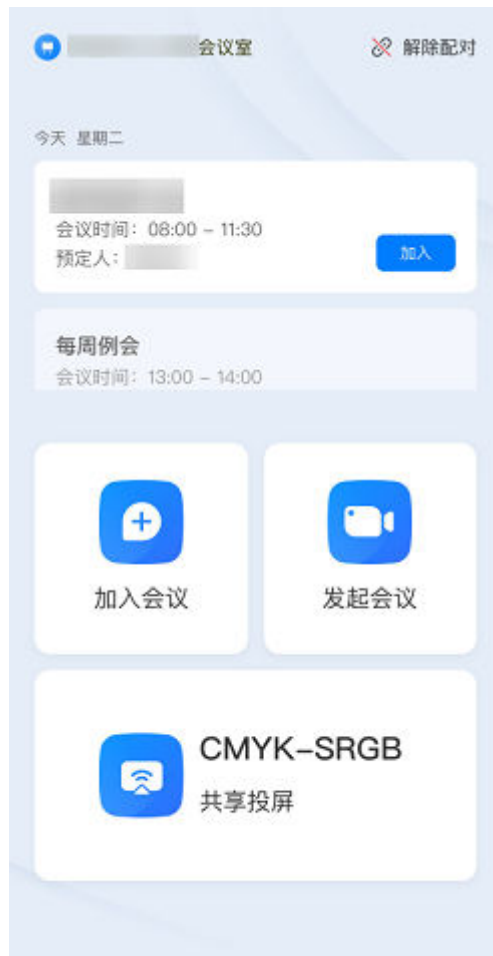 会议室
解除配对
今天 星期二
会议时间：08:00 – 11:30
预定人：
加入
每周例会
会议时间：13:00 – 14:00
加入会议
发起会议
CMYK–SRGB
共享投屏